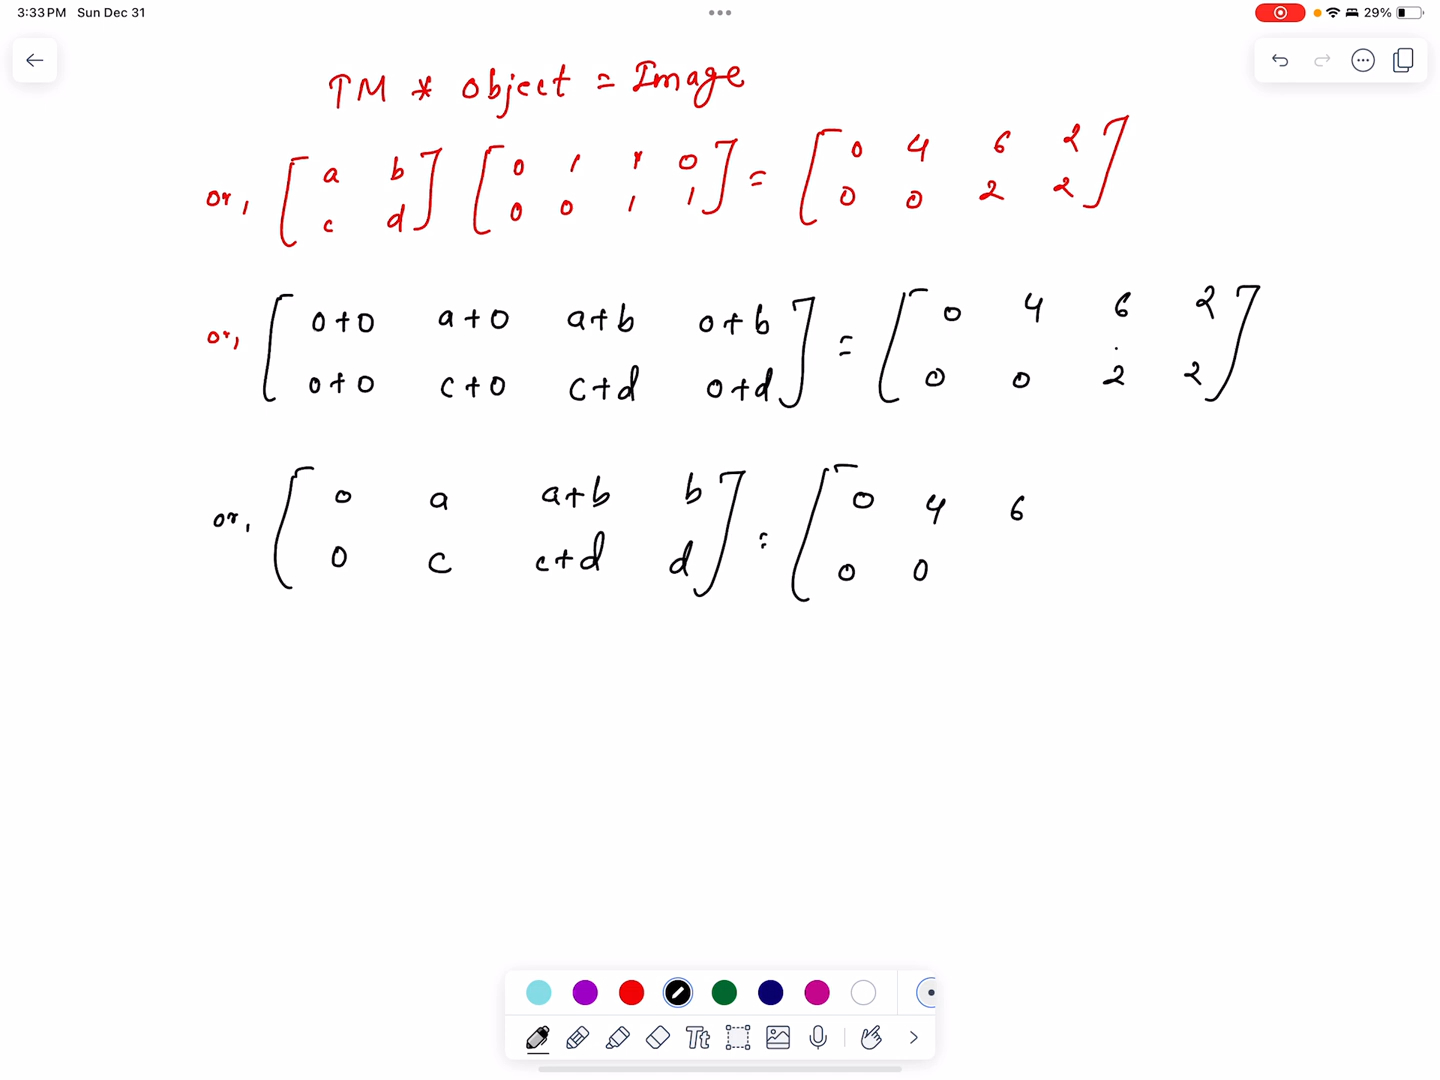 3:33 PM Sun Dec 31 29%
TM * object = Image
or, [ a b ] [ 0 1 1 0 ] = [ 0 4 6 2 ]
c d 0 0 1 1 0 0 2 2
or, [ 0+0 a+0 a+b 0+b ] = [ 0 4 6 2 ]
0+0 c+0 c+d 0+d 0 0 2 2
or, [ 0 a a+b b ] = [ 0 4 6
0 c c+d d 0 0
Tt